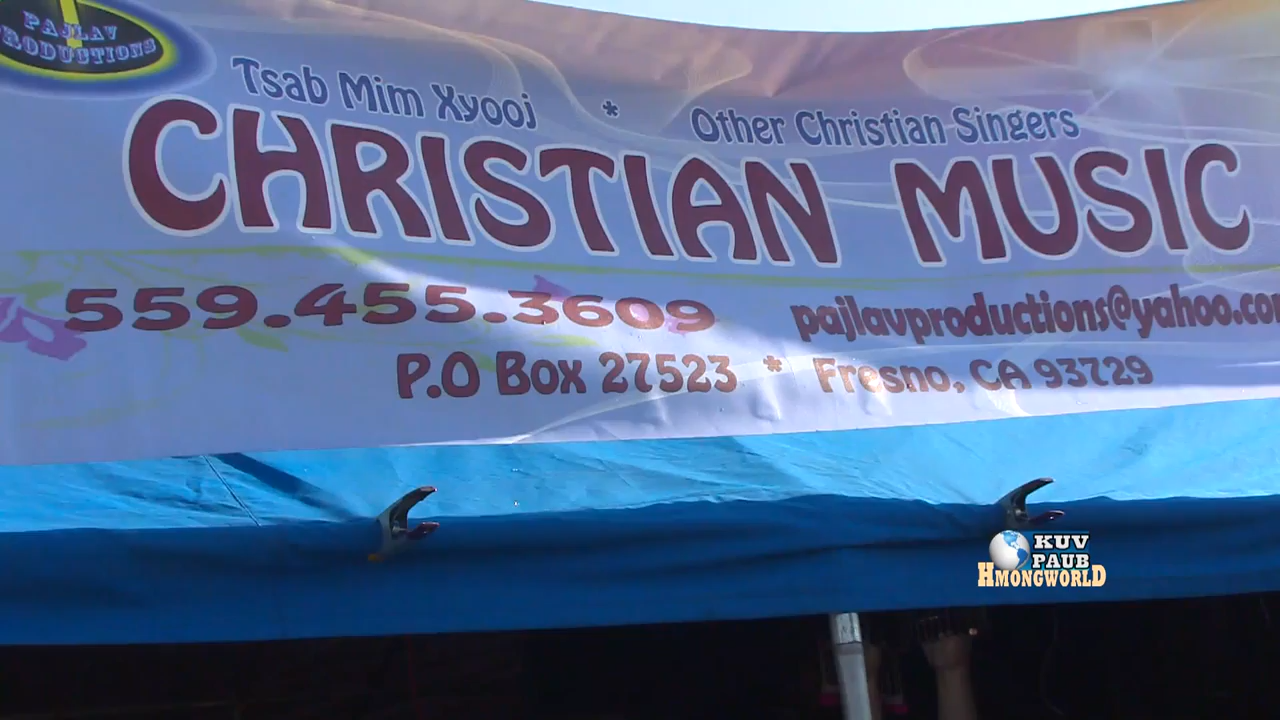 PAJLAV
PRODUCTIONS
Tsab Mim Xyooj * Other Christian Singers
CHRISTIAN MUSIC
559.455.3609 pajlavproductions@yahoo.com
P.O Box 27523 * Fresno, CA 93729
KUV
PAUB
HMONGWORLD